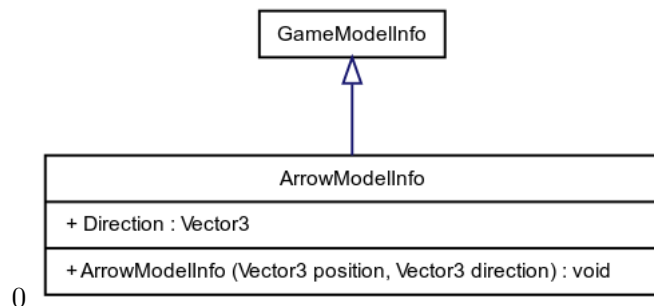 GameModelInfo
ArrowModelInfo
+ Direction : Vector3
+ ArrowModelInfo (Vector3 position, Vector3 direction) : void
0